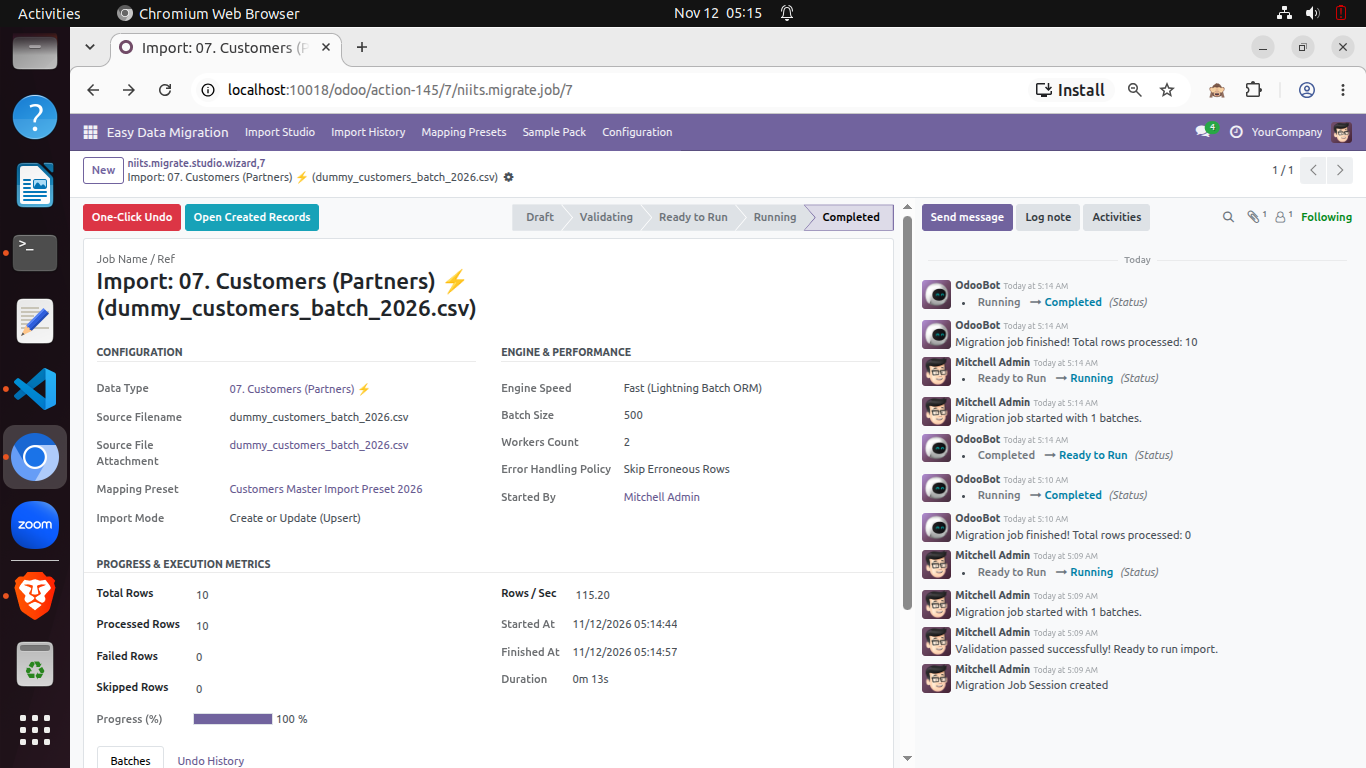 Activities
Chromium Web Browser
Nov 12 05:15
Import: 07. Customers (P
localhost:10018/odoo/action-145/7/niits.migrate.job/7
Install
Easy Data Migration
Import Studio
Import History
Mapping Presets
Sample Pack
Configuration
4
YourCompany
New
niits.migrate.studio.wizard,7
Import: 07. Customers (Partners) ⚡ (dummy_customers_batch_2026.csv)
1 / 1
One-Click Undo
Open Created Records
Draft
Validating
Ready to Run
Running
Completed
Send message
Log note
Activities
1
1
Following
Job Name / Ref
Import: 07. Customers (Partners) ⚡
(dummy_customers_batch_2026.csv)
CONFIGURATION
Data Type
07. Customers (Partners) ⚡
Source Filename
dummy_customers_batch_2026.csv
Source File
Attachment
dummy_customers_batch_2026.csv
Mapping Preset
Customers Master Import Preset 2026
Import Mode
Create or Update (Upsert)
ENGINE & PERFORMANCE
Engine Speed
Fast (Lightning Batch ORM)
Batch Size
500
Workers Count
2
Error Handling Policy
Skip Erroneous Rows
Started By
Mitchell Admin
PROGRESS & EXECUTION METRICS
Total Rows
10
Processed Rows
10
Failed Rows
0
Skipped Rows
0
Progress (%)
100 %
Rows / Sec
115.20
Started At
11/12/2026 05:14:44
Finished At
11/12/2026 05:14:57
Duration
0m 13s
Batches
Undo History
Today
OdooBot Today at 5:14 AM
Running → Completed (Status)
OdooBot Today at 5:14 AM
Migration job finished! Total rows processed: 10
Mitchell Admin Today at 5:14 AM
Ready to Run → Running (Status)
Mitchell Admin Today at 5:14 AM
Migration job started with 1 batches.
OdooBot Today at 5:14 AM
Completed → Ready to Run (Status)
OdooBot Today at 5:10 AM
Running → Completed (Status)
OdooBot Today at 5:10 AM
Migration job finished! Total rows processed: 0
Mitchell Admin Today at 5:09 AM
Ready to Run → Running (Status)
Mitchell Admin Today at 5:09 AM
Migration job started with 1 batches.
Mitchell Admin Today at 5:09 AM
Validation passed successfully! Ready to run import.
Mitchell Admin Today at 5:09 AM
Migration Job Session created
zoom